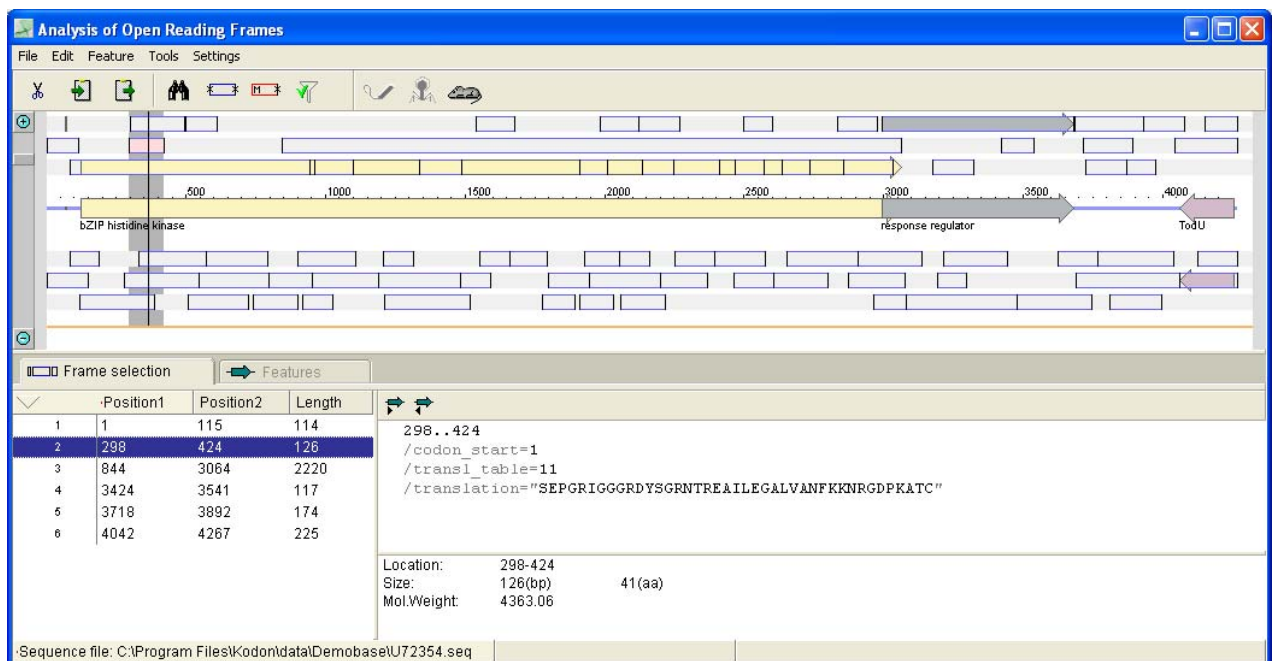 Analysis of Open Reading Frames
File Edit Feature Tools Settings
M
500 1000 1500 2000 2500 3000 3500 4000
bZIP histidine kinase response regulator TodU
Frame selection Features
Position1 Position2 Length
1 1 115 114
2 298 424 126
3 844 3064 2220
4 3424 3541 117
5 3718 3892 174
6 4042 4267 225
298..424
/codon_start=1
/transl_table=11
/translation="SEPGRIGGGRDYSGRNTREAILEGALVANFKKNRGDPKATC"
Location: 298-424
Size: 126(bp) 41(aa)
Mol.Weight: 4363.06
Sequence file: C:\Program Files\Kodon\data\Demobase\U72354.seq